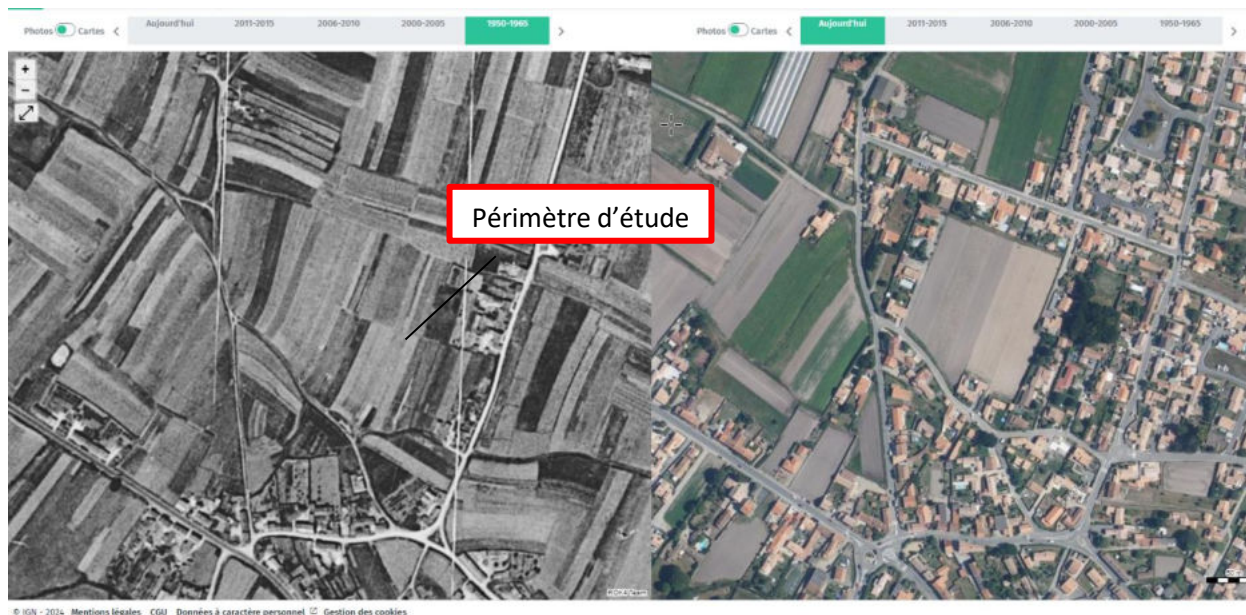 Photos Cartes < Aujourd'hui 2011-2015 2006-2010 2000-2005 1950-1965 >
Photos Cartes < Aujourd'hui 2011-2015 2006-2010 2000-2005 1950-1965 >
+
−
Périmètre d'étude
© IGN - 2024 Mentions légales CGU Données à caractère personnel Gestion des cookies